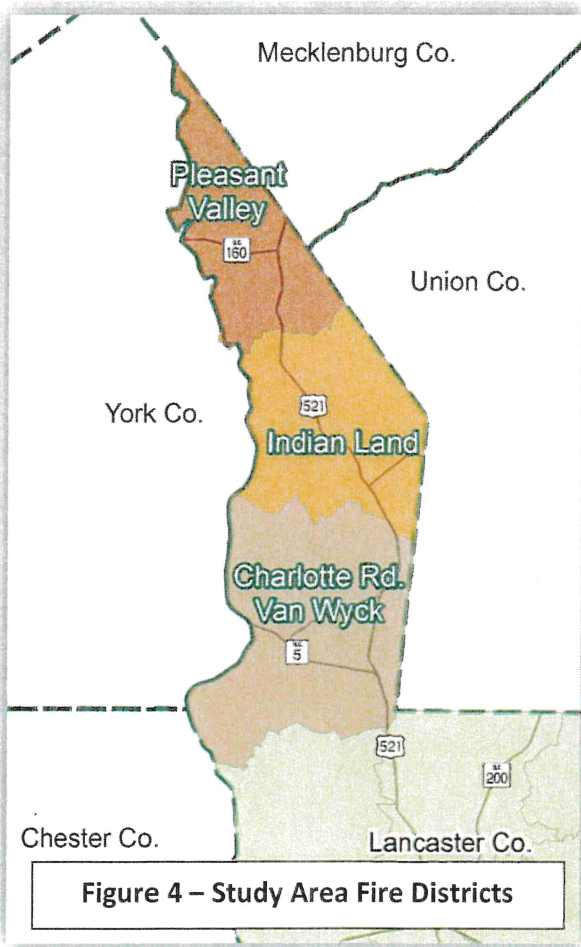 Mecklenburg Co.
Pleasant
Valley
S.C.
160
Union Co.
York Co.
521
Indian Land
Charlotte Rd.
Van Wyck
S.C.
5
521
S.C.
200
Chester Co.
Lancaster Co.
Figure 4 – Study Area Fire Districts